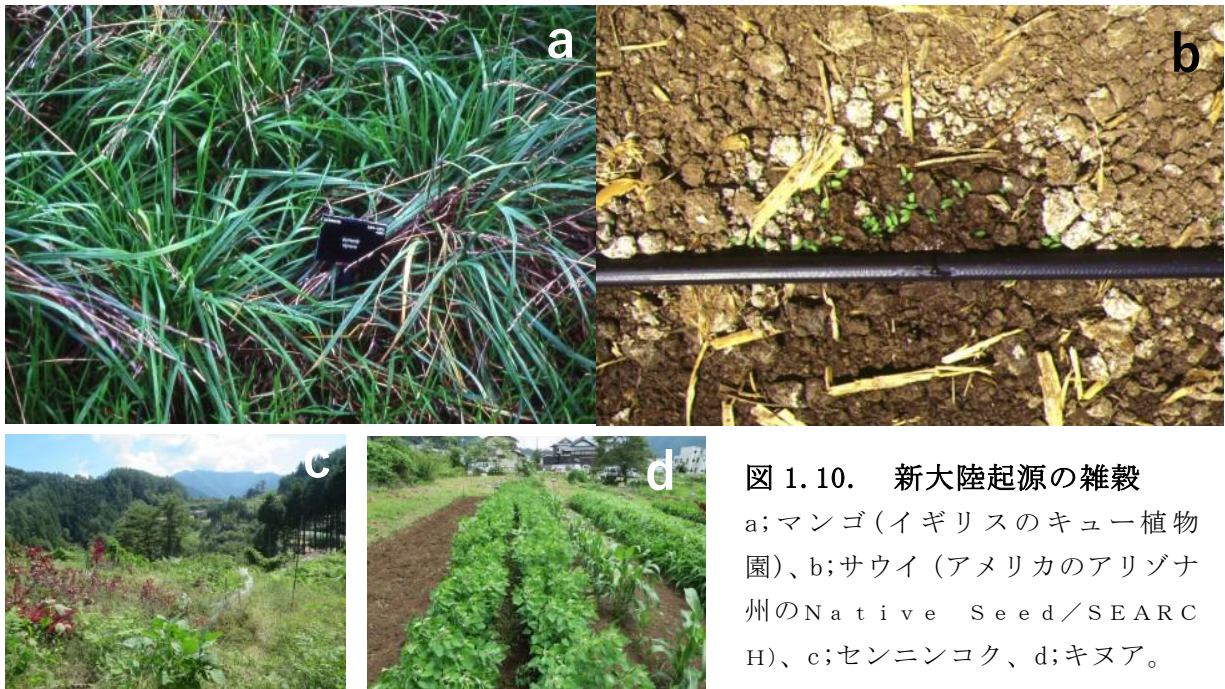 a
b
c
d
図 1.10.　新大陸起源の雑穀
a;マンゴ(イギリスのキュー植物
園)、b;サウイ (アメリカのアリゾナ
州のＮａｔｉｖｅ　Ｓｅｅｄ／ＳＥＡＲＣ
Ｈ)、c;センニンコク、d;キヌア。